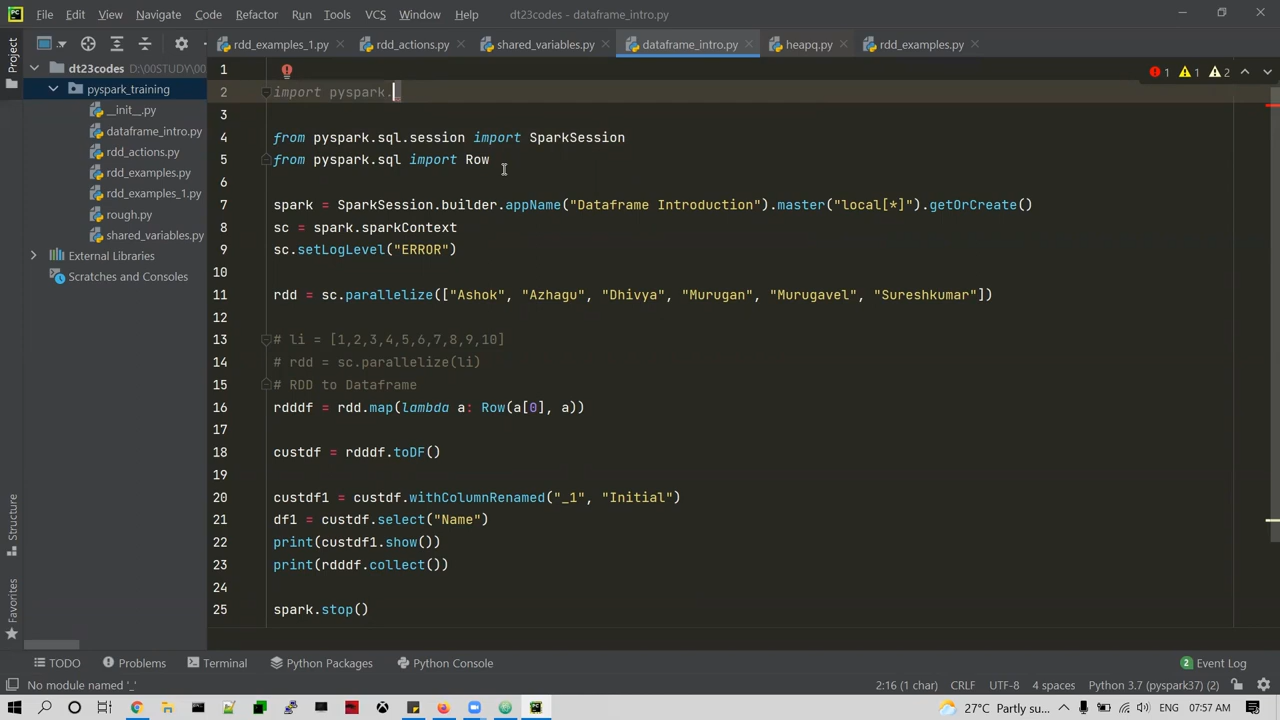 File Edit View Navigate Code Refactor Run Tools VCS Window Help dt23codes - dataframe_intro.py
Project
rdd_examples_1.py rdd_actions.py shared_variables.py dataframe_intro.py heapq.py rdd_examples.py
dt23codes D:\00STUDY\
pyspark_training
__init__.py
dataframe_intro.py
rdd_actions.py
rdd_examples.py
rdd_examples_1.py
rough.py
shared_variables.py
External Libraries
Scratches and Consoles
Structure
Favorites
1 1 2
1
2 import pyspark.
3
4 from pyspark.sql.session import SparkSession
5 from pyspark.sql import Row
6
7 spark = SparkSession.builder.appName("Dataframe Introduction").master("local[*]").getOrCreate()
8 sc = spark.sparkContext
9 sc.setLogLevel("ERROR")
10
11 rdd = sc.parallelize(["Ashok", "Azhagu", "Dhivya", "Murugan", "Murugavel", "Sureshkumar"])
12
13 # li = [1,2,3,4,5,6,7,8,9,10]
14 # rdd = sc.parallelize(li)
15 # RDD to Dataframe
16 rdddf = rdd.map(lambda a: Row(a[0], a))
17
18 custdf = rdddf.toDF()
19
20 custdf1 = custdf.withColumnRenamed("_1", "Initial")
21 df1 = custdf.select("Name")
22 print(custdf1.show())
23 print(rdddf.collect())
24
25 spark.stop()
TODO Problems Terminal Python Packages Python Console 2 Event Log
No module named '_' 2:16 (1 char) CRLF UTF-8 4 spaces Python 3.7 (pyspark37) (2)
27°C Partly su... ENG 07:57 AM